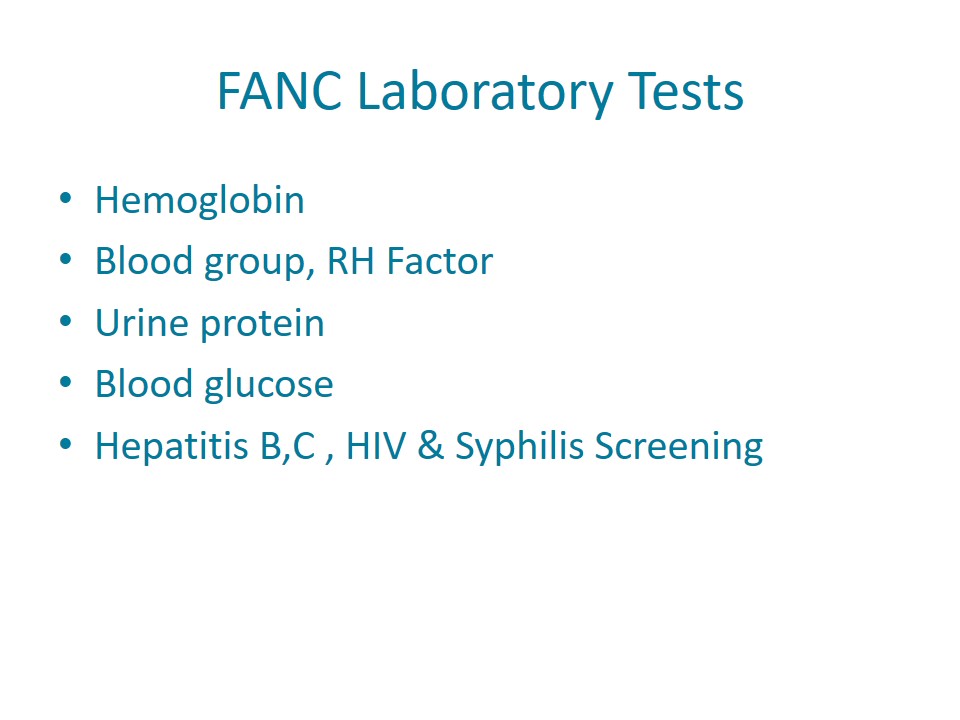 FANC Laboratory Tests
• Hemoglobin
• Blood group, RH Factor
• Urine protein
• Blood glucose
• Hepatitis B,C , HIV & Syphilis Screening